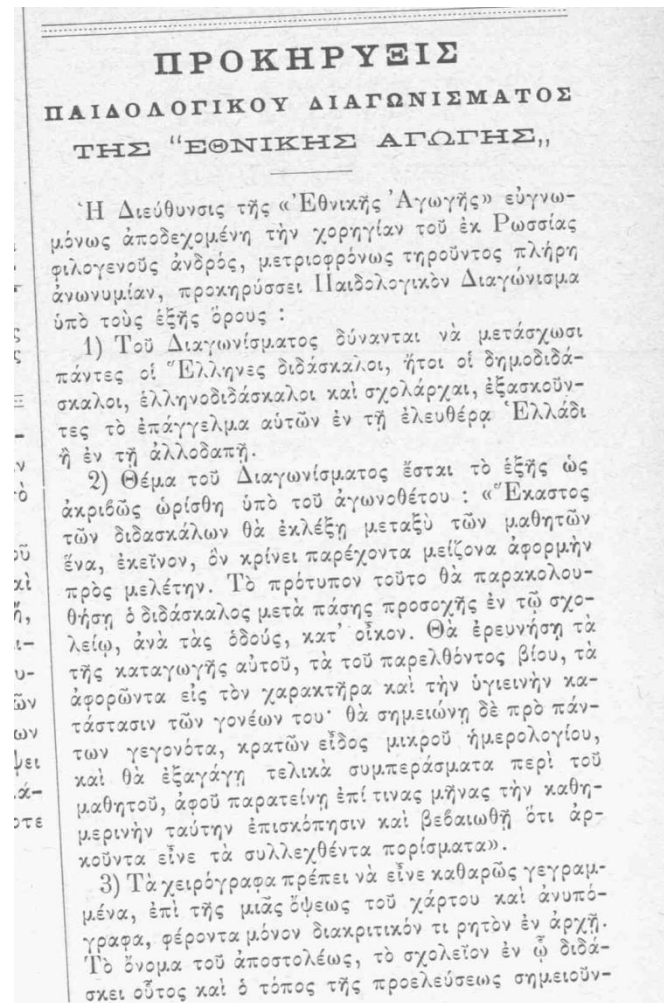 ΠΡΟΚΗΡΥΞΙΣ
ΠΑΙΔΟΛΟΓΙΚΟΥ ΔΙΑΓΩΝΙΣΜΑΤΟΣ
ΤΗΣ “ΕΘΝΙΚΗΣ ΑΓΩΓΗΣ„
Ἡ Διεύθυνσις τῆς «Ἐθνικῆς Ἀγωγῆς» εὐγνω-
μόνως ἀποδεχομένη τὴν χορηγίαν τοῦ ἐκ Ρωσσίας
φιλογενοῦς ἀνδρός, μετριοφρόνως τηροῦντος πλήρη
ἀνωνυμίαν, προκηρύσσει Παιδολογικὸν Διαγώνισμα
ὑπὸ τοὺς ἑξῆς ὅρους :
1) Τοῦ Διαγωνίσματος δύνανται νὰ μετάσχωσι
πάντες οἱ Ἕλληνες διδάσκαλοι, ἤτοι οἱ δημοδιδά-
σκαλοι, ἑλληνοδιδάσκαλοι καὶ σχολάρχαι, ἐξασκοῦν-
τες τὸ ἐπάγγελμα αὑτῶν ἐν τῇ ἐλευθέρᾳ Ἑλλάδι
ἢ ἐν τῇ ἀλλοδαπῇ.
2) Θέμα τοῦ Διαγωνίσματος ἔσται τὸ ἑξῆς ὡς
ἀκριβῶς ὡρίσθη ὑπὸ τοῦ ἀγωνοθέτου : «Ἕκαστος
τῶν διδασκάλων θὰ ἐκλέξῃ μεταξὺ τῶν μαθητῶν
ἕνα, ἐκεῖνον, ὃν κρίνει παρέχοντα μείζονα ἀφορμὴν
πρὸς μελέτην. Τὸ πρότυπον τοῦτο θὰ παρακολου-
θήσῃ ὁ διδάσκαλος μετὰ πάσης προσοχῆς ἐν τῷ σχο-
λείῳ, ἀνὰ τὰς ὁδούς, κατ’ οἶκον. Θὰ ἐρευνήσῃ τὰ
τῆς καταγωγῆς αὐτοῦ, τὰ τοῦ παρελθόντος βίου, τὰ
ἀφορῶντα εἰς τὸν χαρακτῆρα καὶ τὴν ὑγιεινὴν κα-
τάστασιν τῶν γονέων του· θὰ σημειώνῃ δὲ πρὸ πάν-
των γεγονότα, κρατῶν εἶδος μικροῦ ἡμερολογίου,
καὶ θὰ ἐξαγάγῃ τελικὰ συμπεράσματα περὶ τοῦ
μαθητοῦ, ἀφοῦ παρατείνῃ ἐπί τινας μῆνας τὴν καθη-
μερινὴν ταύτην ἐπισκόπησιν καὶ βεβαιωθῇ ὅτι ἀρ-
κοῦντα εἶνε τὰ συλλεχθέντα πορίσματα».
3) Τὰ χειρόγραφα πρέπει νὰ εἶνε καθαρῶς γεγραμ-
μένα, ἐπὶ τῆς μιᾶς ὄψεως τοῦ χάρτου καὶ ἀνυπό-
γραφα, φέροντα μόνον διακριτικόν τι ρητὸν ἐν ἀρχῇ.
Τὸ ὄνομα τοῦ ἀποστολέως, τὸ σχολεῖον ἐν ᾧ διδά-
σκει οὗτος καὶ ὁ τόπος τῆς προελεύσεως σημειοῦν-